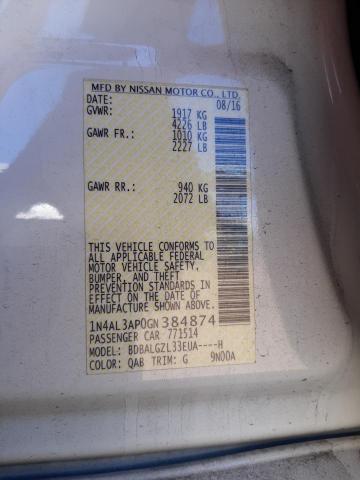 MFD BY NISSAN MOTOR CO., LTD
DATE: 08/16
GVWR: 1917 KG
4226 LB
GAWR FR.: 1010 KG
2227 LB
GAWR RR.: 940 KG
2072 LB
THIS VEHICLE CONFORMS TO
ALL APPLICABLE FEDERAL
MOTOR VEHICLE SAFETY,
BUMPER, AND THEFT
PREVENTION STANDARDS
IN EFFECT ON THE DATE OF
MANUFACTURE SHOWN ABOVE.
1N4AL3AP0GN384874
PASSENGER CAR 771514
MODEL: BDBALGZL33EUA----H
COLOR: QAB TRIM: G 9N00A